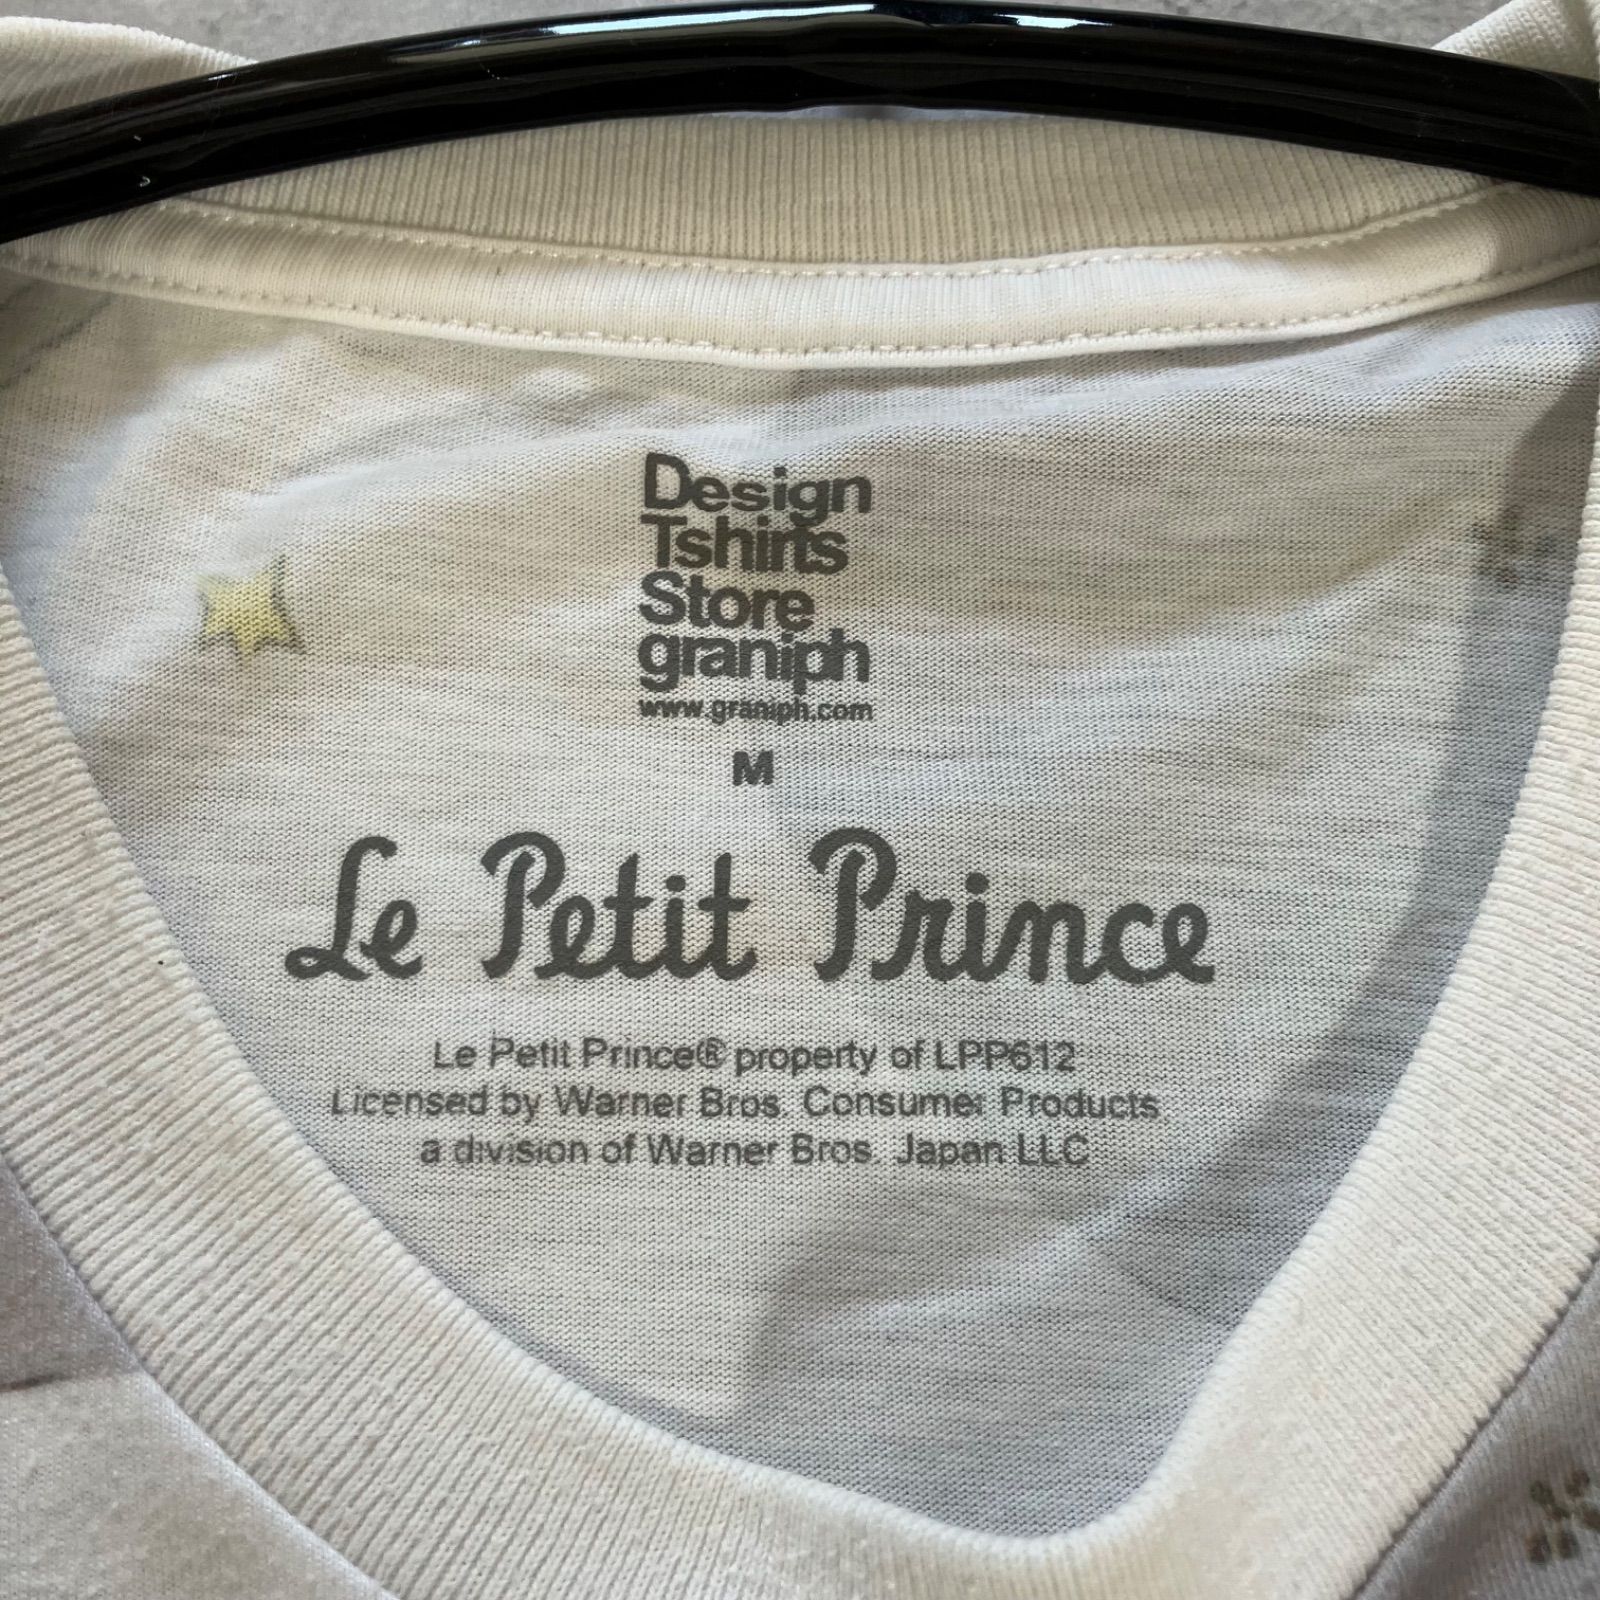 Design
Tshirts
Store
graniph
www.graniph.com
M
Le Petit Prince
Le Petit Prince® property of LPP612
Licensed by Warner Bros. Consumer Products
a division of Warner Bros. Japan LLC